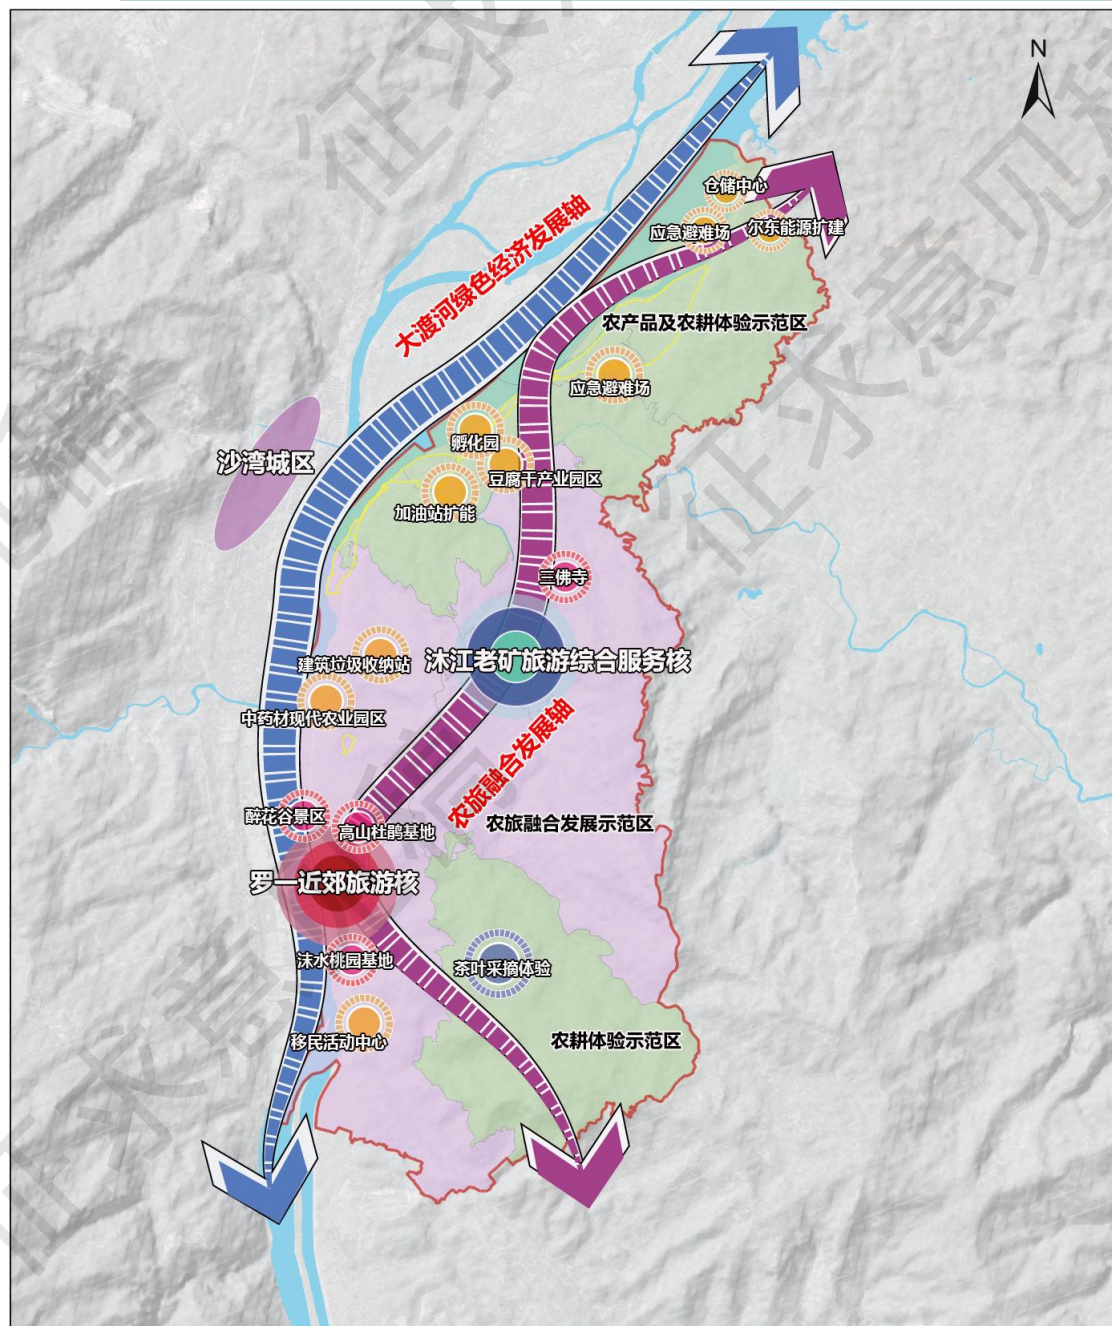 N
仓储中心
应急避难场
尔东能源扩建
大渡河绿色经济发展轴
农产品及农耕体验示范区
应急避难场
孵化园
沙湾城区
豆腐干产业园区
加油站扩能
三佛寺
建筑垃圾收纳站
沐江老矿旅游综合服务核
中药材现代农业园区
农旅融合发展轴
醉花谷景区
高山杜鹃基地
农旅融合发展示范区
罗一近郊旅游核
沫水桃园基地
茶叶采摘体验
移民活动中心
农耕体验示范区
征求意见稿